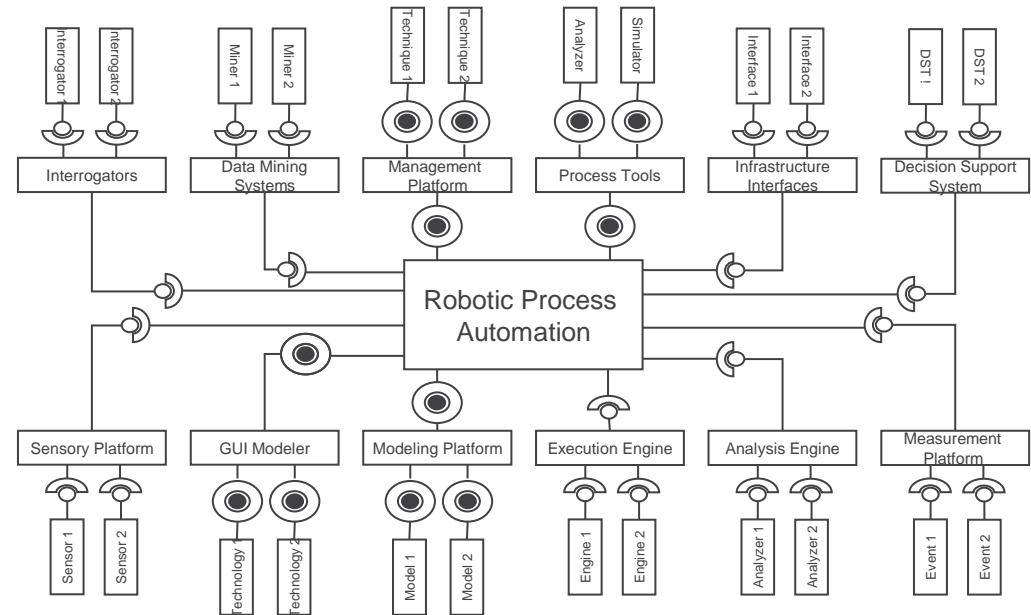 Interrogator 1
Interrogator 2
Miner 1
Miner 2
Technique 1
Technique 2
Analyzer
Simulator
Interface 1
Interface 2
DST !
DST 2
Interrogators
Data Mining
Systems
Management
Platform
Process Tools
Infrastructure
Interfaces
Decision Support
System
Robotic Process
Automation
Sensory Platform
GUI Modeler
Modeling Platform
Execution Engine
Analysis Engine
Measurement
Platform
Sensor 1
Sensor 2
Technology 1
Technology 2
Model 1
Model 2
Engine 1
Engine 2
Analyzer 1
Analyzer 2
Event 1
Event 2